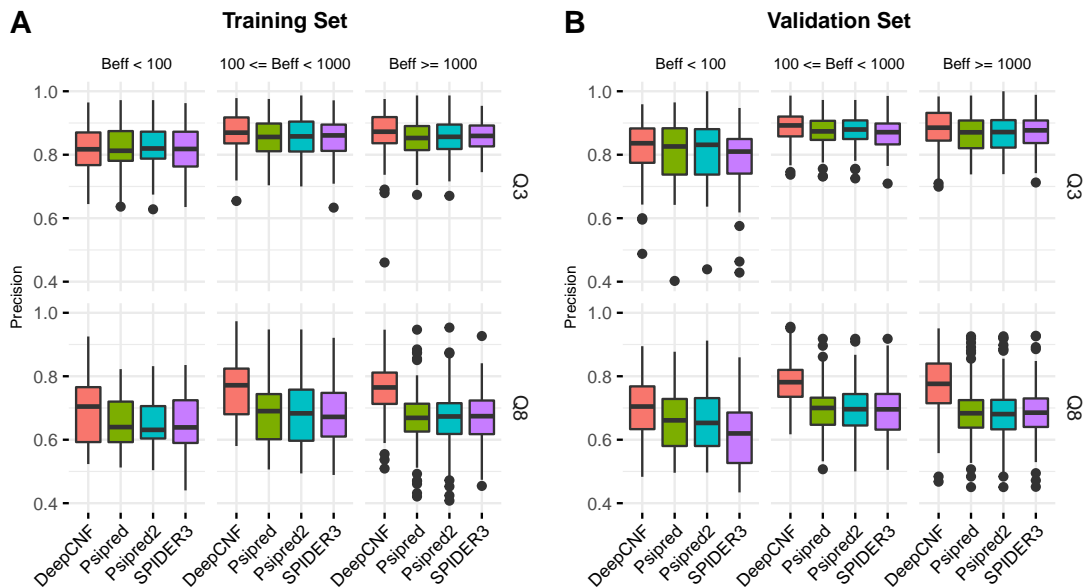 A
Training Set
Beff < 100
100 <= Beff < 1000
Beff >= 1000
Precision
1.0
0.8
0.6
0.4
Q3
1.0
0.8
0.6
0.4
Q8
DeepCNF
Psipred
Psipred2
SPIDER3
DeepCNF
Psipred
Psipred2
SPIDER3
DeepCNF
Psipred
Psipred2
SPIDER3
B
Validation Set
Beff < 100
100 <= Beff < 1000
Beff >= 1000
Precision
1.0
0.8
0.6
0.4
Q3
1.0
0.8
0.6
0.4
Q8
DeepCNF
Psipred
Psipred2
SPIDER3
DeepCNF
Psipred
Psipred2
SPIDER3
DeepCNF
Psipred
Psipred2
SPIDER3